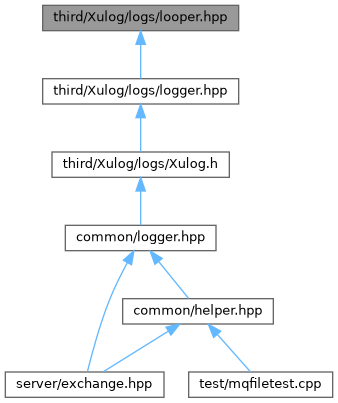 third/Xulog/logs/looper.hpp
third/Xulog/logs/logger.hpp
third/Xulog/logs/Xulog.h
common/logger.hpp
common/helper.hpp
server/exchange.hpp
test/mqfiletest.cpp